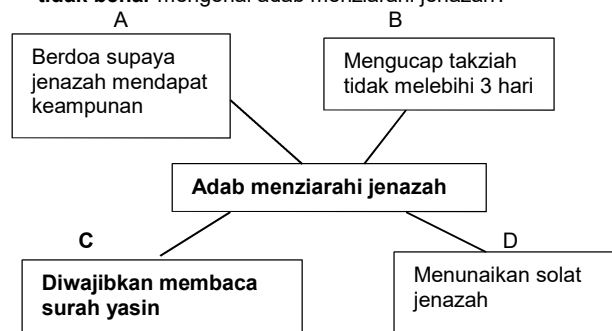 tidak benar mengenai adab menziarahi jenazah?
A
B
Berdoa supaya
jenazah mendapat
keampunan
Mengucap takziah
tidak melebihi 3 hari
Adab menziarahi jenazah
C
D
Diwajibkan membaca
surah yasin
Menunaikan solat
jenazah